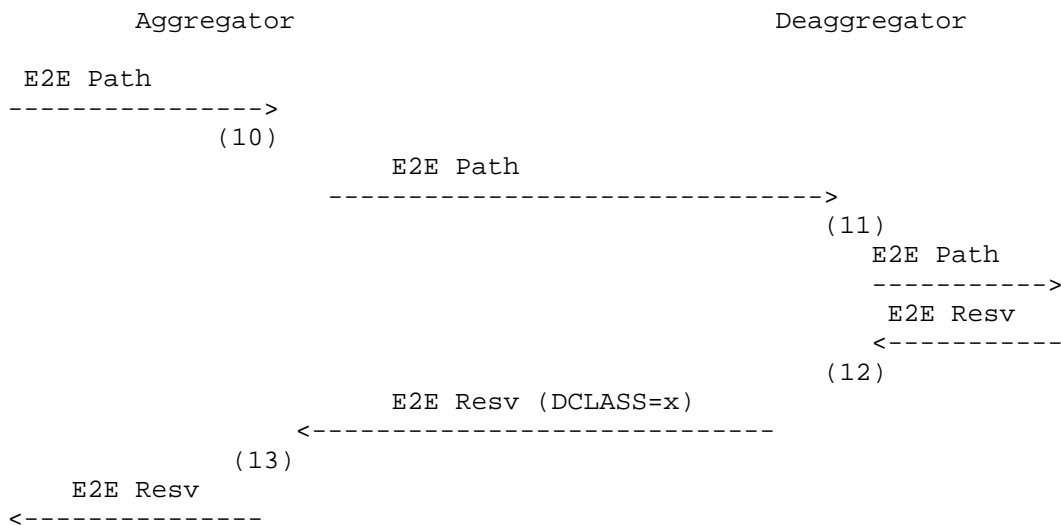 Aggregator Deaggregator
E2E Path
---------------->
(10)
E2E Path
------------------------------->
(11)
E2E Path
----------->
E2E Resv
<-----------
(12)
E2E Resv (DCLASS=x)
<-----------------------------
(13)
E2E Resv
<---------------